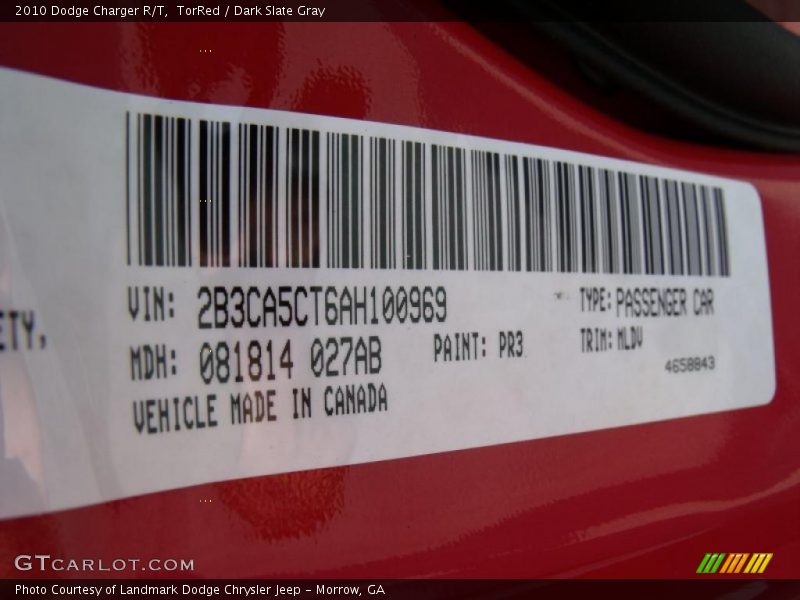 2010 Dodge Charger R/T, TorRed / Dark Slate Gray
ETY,
VIN: 2B3CA5CT6AH100969 TYPE: PASSENGER CAR
MDH: 081814 027AB PAINT: PR3 TRIM: MLDV
4658843
VEHICLE MADE IN CANADA
GTCARLOT.COM
Photo Courtesy of Landmark Dodge Chrysler Jeep - Morrow, GA